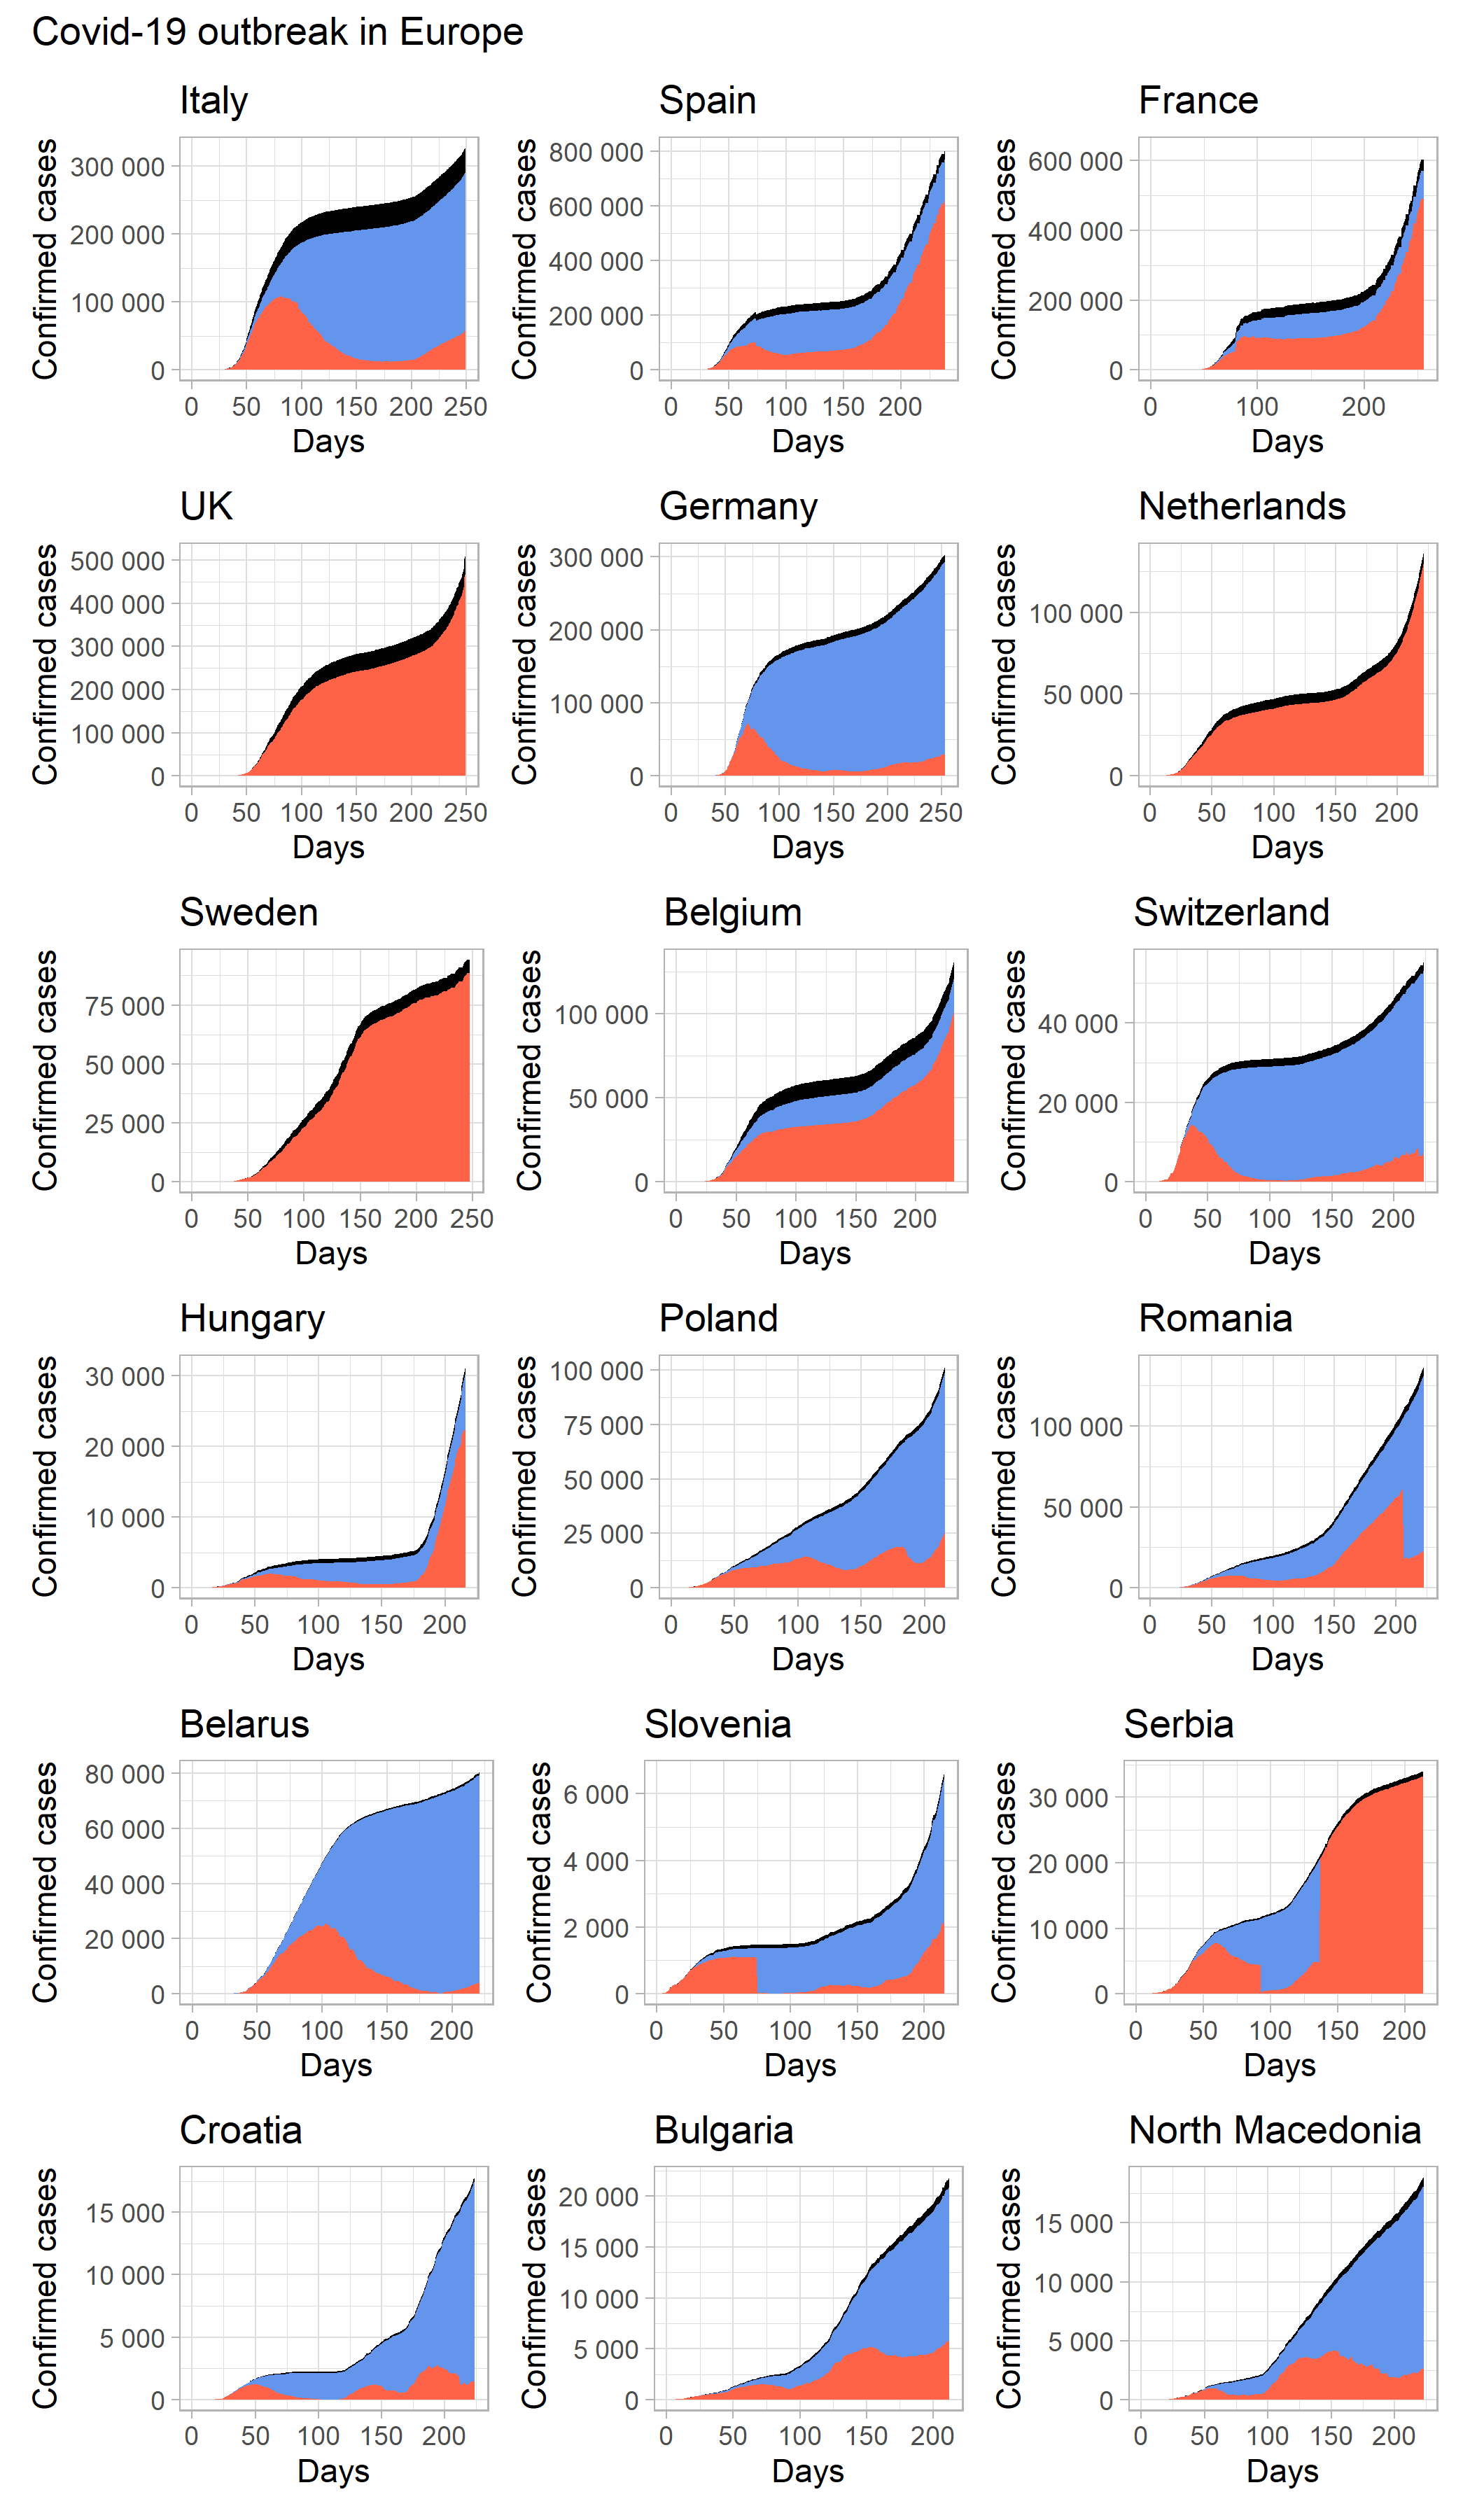 Covid-19 outbreak in Europe
Italy
Confirmed cases
300 000
200 000
100 000
0
0 50 100 150 200 250
Days
Spain
Confirmed cases
800 000
600 000
400 000
200 000
0
0 50 100 150 200
Days
France
Confirmed cases
600 000
400 000
200 000
0
0 100 200
Days
UK
Confirmed cases
500 000
400 000
300 000
200 000
100 000
0
0 50 100 150 200 250
Days
Germany
Confirmed cases
300 000
200 000
100 000
0
0 50 100 150 200 250
Days
Netherlands
Confirmed cases
100 000
50 000
0
0 50 100 150 200
Days
Sweden
Confirmed cases
75 000
50 000
25 000
0
0 50 100 150 200 250
Days
Belgium
Confirmed cases
100 000
50 000
0
0 50 100 150 200
Days
Switzerland
Confirmed cases
40 000
20 000
0
0 50 100 150 200
Days
Hungary
Confirmed cases
30 000
20 000
10 000
0
0 50 100 150 200
Days
Poland
Confirmed cases
100 000
75 000
50 000
25 000
0
0 50 100 150 200
Days
Romania
Confirmed cases
100 000
50 000
0
0 50 100 150 200
Days
Belarus
Confirmed cases
80 000
60 000
40 000
20 000
0
0 50 100 150 200
Days
Slovenia
Confirmed cases
6 000
4 000
2 000
0
0 50 100 150 200
Days
Serbia
Confirmed cases
30 000
20 000
10 000
0
0 50 100 150 200
Days
Croatia
Confirmed cases
15 000
10 000
5 000
0
0 50 100 150 200
Days
Bulgaria
Confirmed cases
20 000
15 000
10 000
5 000
0
0 50 100 150 200
Days
North Macedonia
Confirmed cases
15 000
10 000
5 000
0
0 50 100 150 200
Days